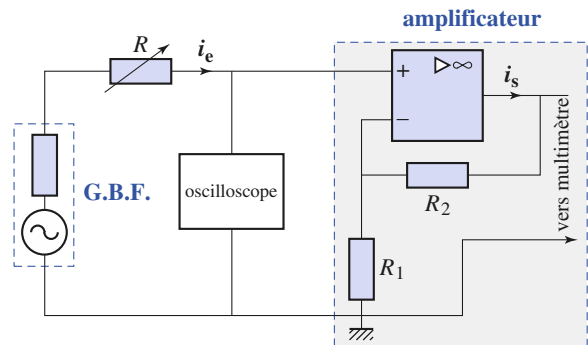 amplificateur
R
i_e
+
▷ ∞
i_s
−
vers multimètre
G.B.F.
oscilloscope
R_2
R_1